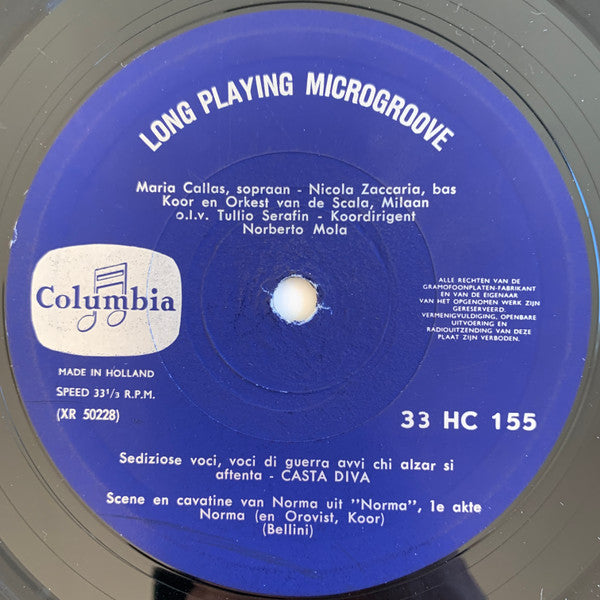 LONG PLAYING MICROGROOVE
Maria Callas, sopraan - Nicola Zaccaria, bas
Koor en Orkest van de Scala, Milaan
o.l.v. Tullio Serafin - Koordirigent
Norberto Mola
Columbia
MADE IN HOLLAND
SPEED 33 1/3 R.P.M.
(XR 50228)
ALLE RECHTEN VAN DE
GRAMOFOONPLATEN-FABRIKANT
EN VAN DE EIGENAAR
VAN HET OPGENOMEN WERK ZIJN
GERESERVEERD.
VERMENIGVULDIGING, OPENBARE
UITVOERING EN
RADIOUITZENDING VAN DEZE
PLAAT ZIJN VERBODEN.
33 HC 155
Sediziose voci, voci di guerra avvi chi alzar si
aftenta - CASTA DIVA
Scene en cavatine van Norma uit "Norma", 1e akte
Norma (en Orovist, Koor)
(Bellini)